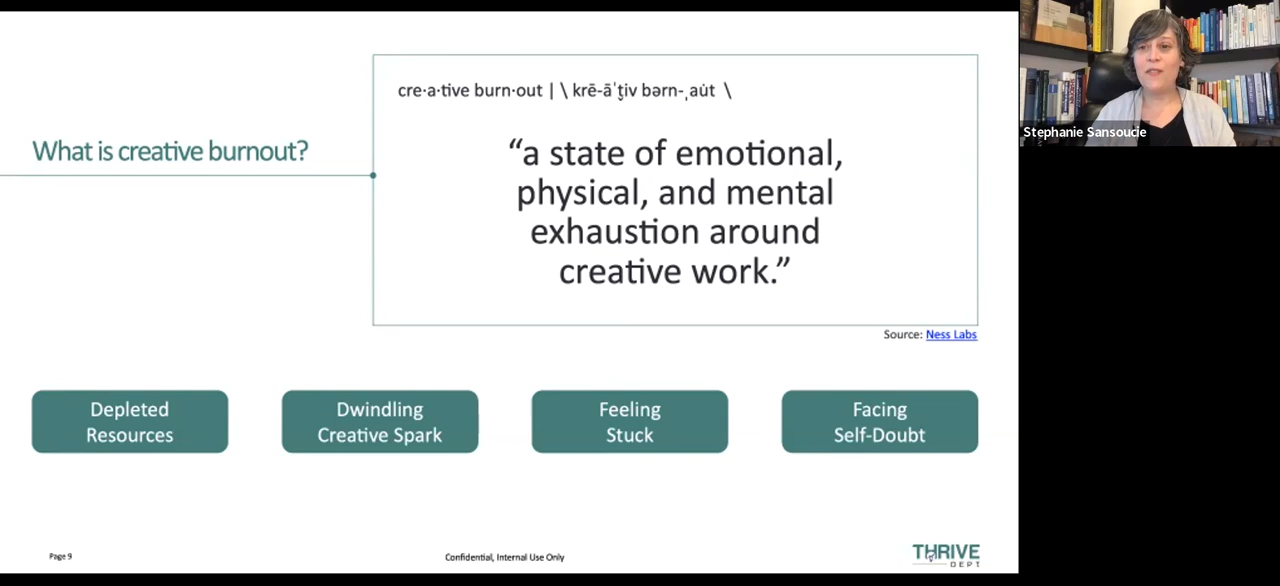 What is creative burnout?
cre·a·tive burn·out | \ krē-āˈt̬iv bərn-ˌau̇t \
“a state of emotional,
physical, and mental
exhaustion around
creative work.”
Source: Ness Labs
Depleted
Resources
Dwindling
Creative Spark
Feeling
Stuck
Facing
Self-Doubt
Page 9
Confidential, Internal Use Only
THRIVE
DEPT
Stephanie Sansoucie